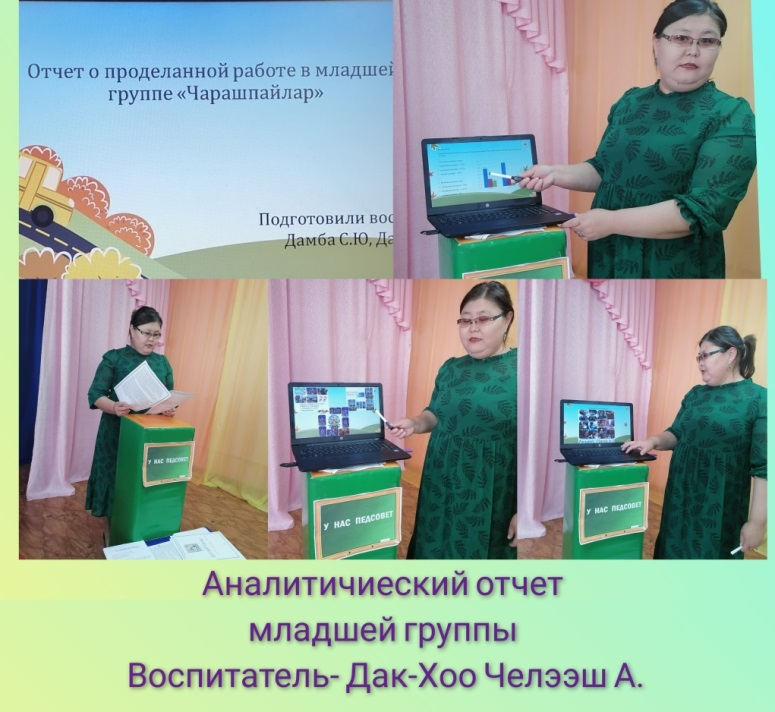 Отчет о проделанной работе в младшей
группе «Чарашпайлар»
Подготовили вос
Дамба С.Ю, Да
У НАС ПЕДСОВЕТ
У НАС ПЕДСОВЕТ
У НАС ПЕДСОВЕТ
Аналитичиеский отчет
младшей группы
Воспитатель- Дак-Хоо Челээш А.